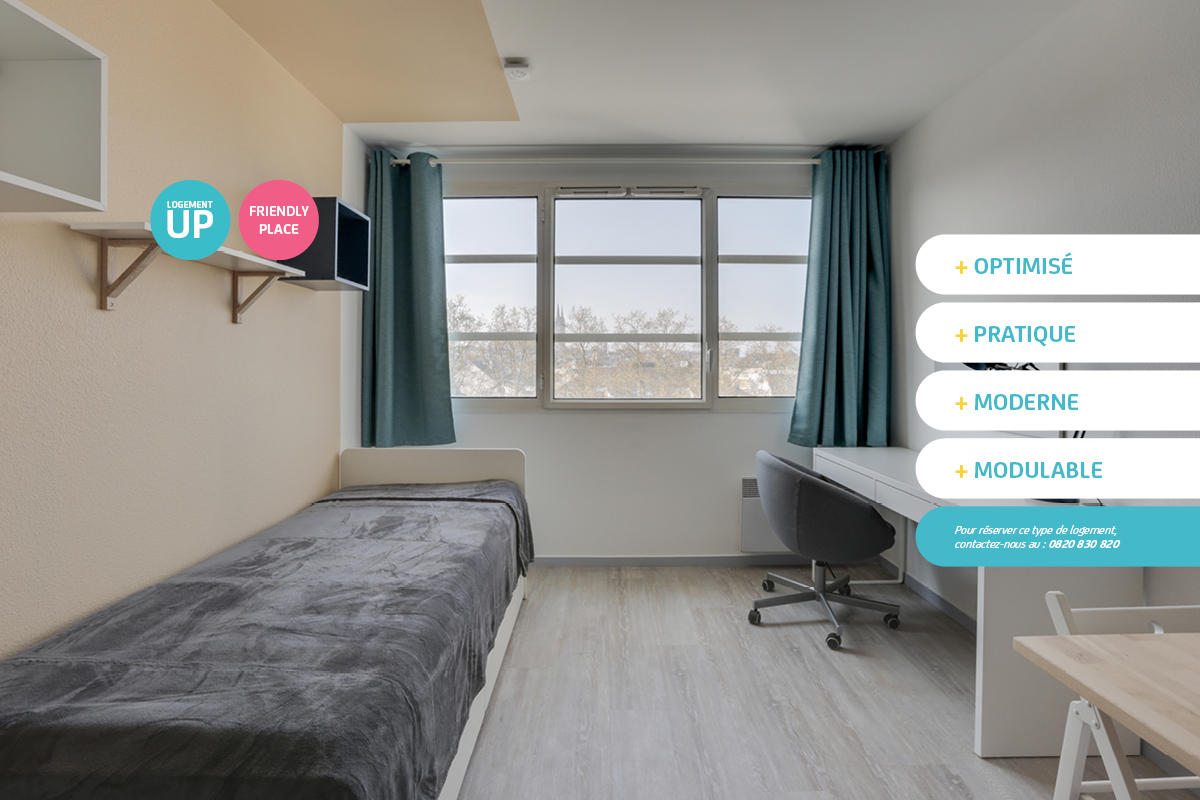 LOGEMENT
UP
FRIENDLY
PLACE
+ OPTIMISÉ
+ PRATIQUE
+ MODERNE
+ MODULABLE
Pour réserver ce type de logement,
contactez-nous au : 0820 830 820